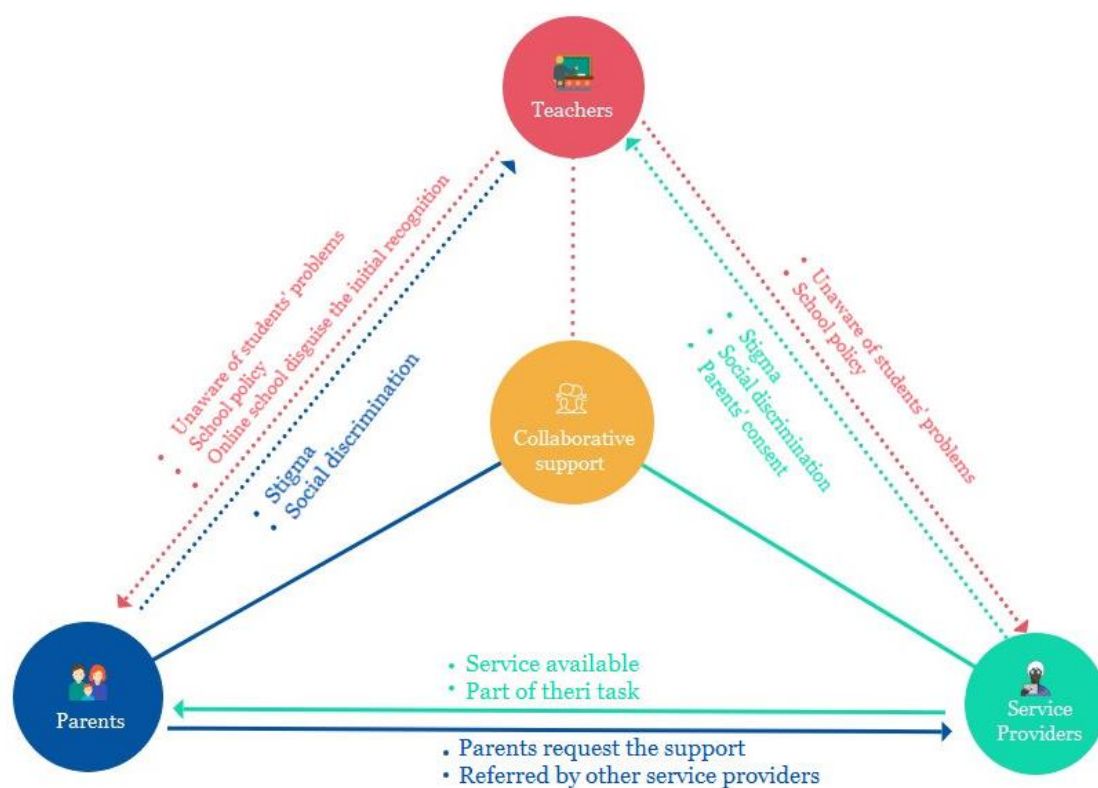 Teachers
Unaware of students' problems
School policy
Online school disguise the initial recognition
Stigma
Social discrimination
Unaware of students' problems
School policy
Stigma
Social discrimination
Parents' consent
Collaborative
support
Parents
Service available
Part of theri task
Parents request the support
Referred by other service providers
Service
Providers